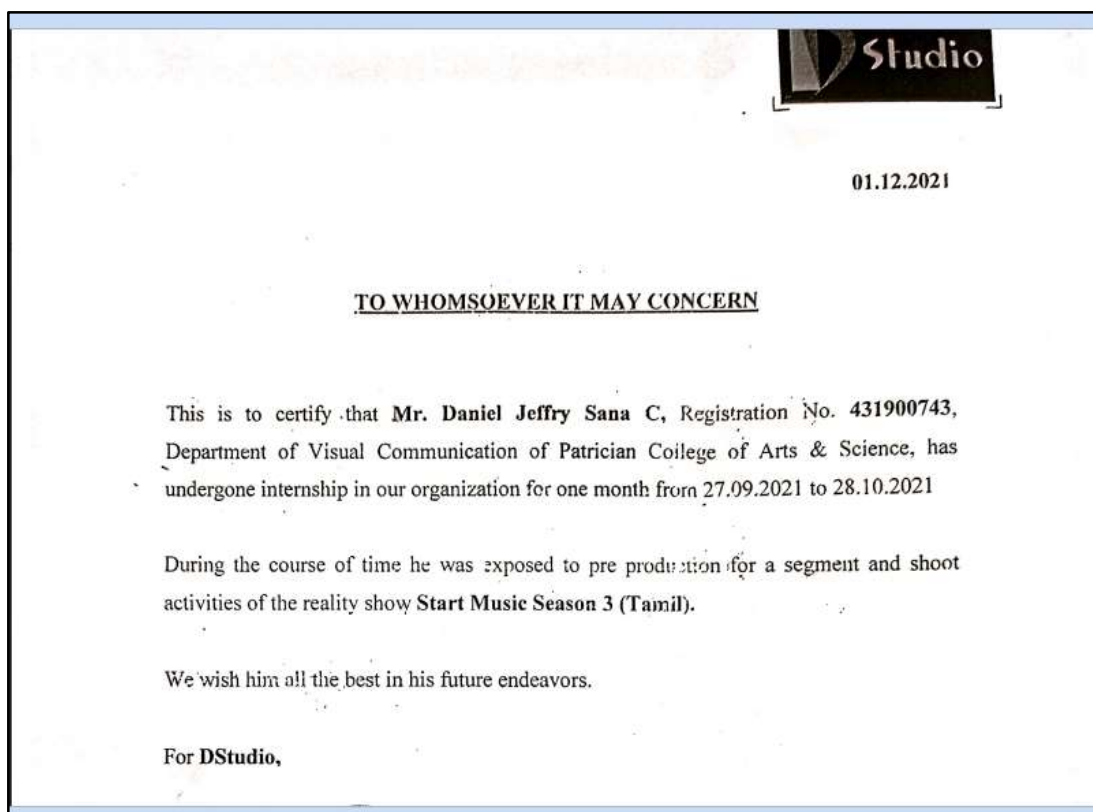 D Studio
01.12.2021
TO WHOMSOEVER IT MAY CONCERN
This is to certify that Mr. Daniel Jeffry Sana C, Registration No. 431900743,
Department of Visual Communication of Patrician College of Arts & Science, has
undergone internship in our organization for one month from 27.09.2021 to 28.10.2021
During the course of time he was exposed to pre production for a segment and shoot
activities of the reality show Start Music Season 3 (Tamil).
We wish him all the best in his future endeavors.
For DStudio,